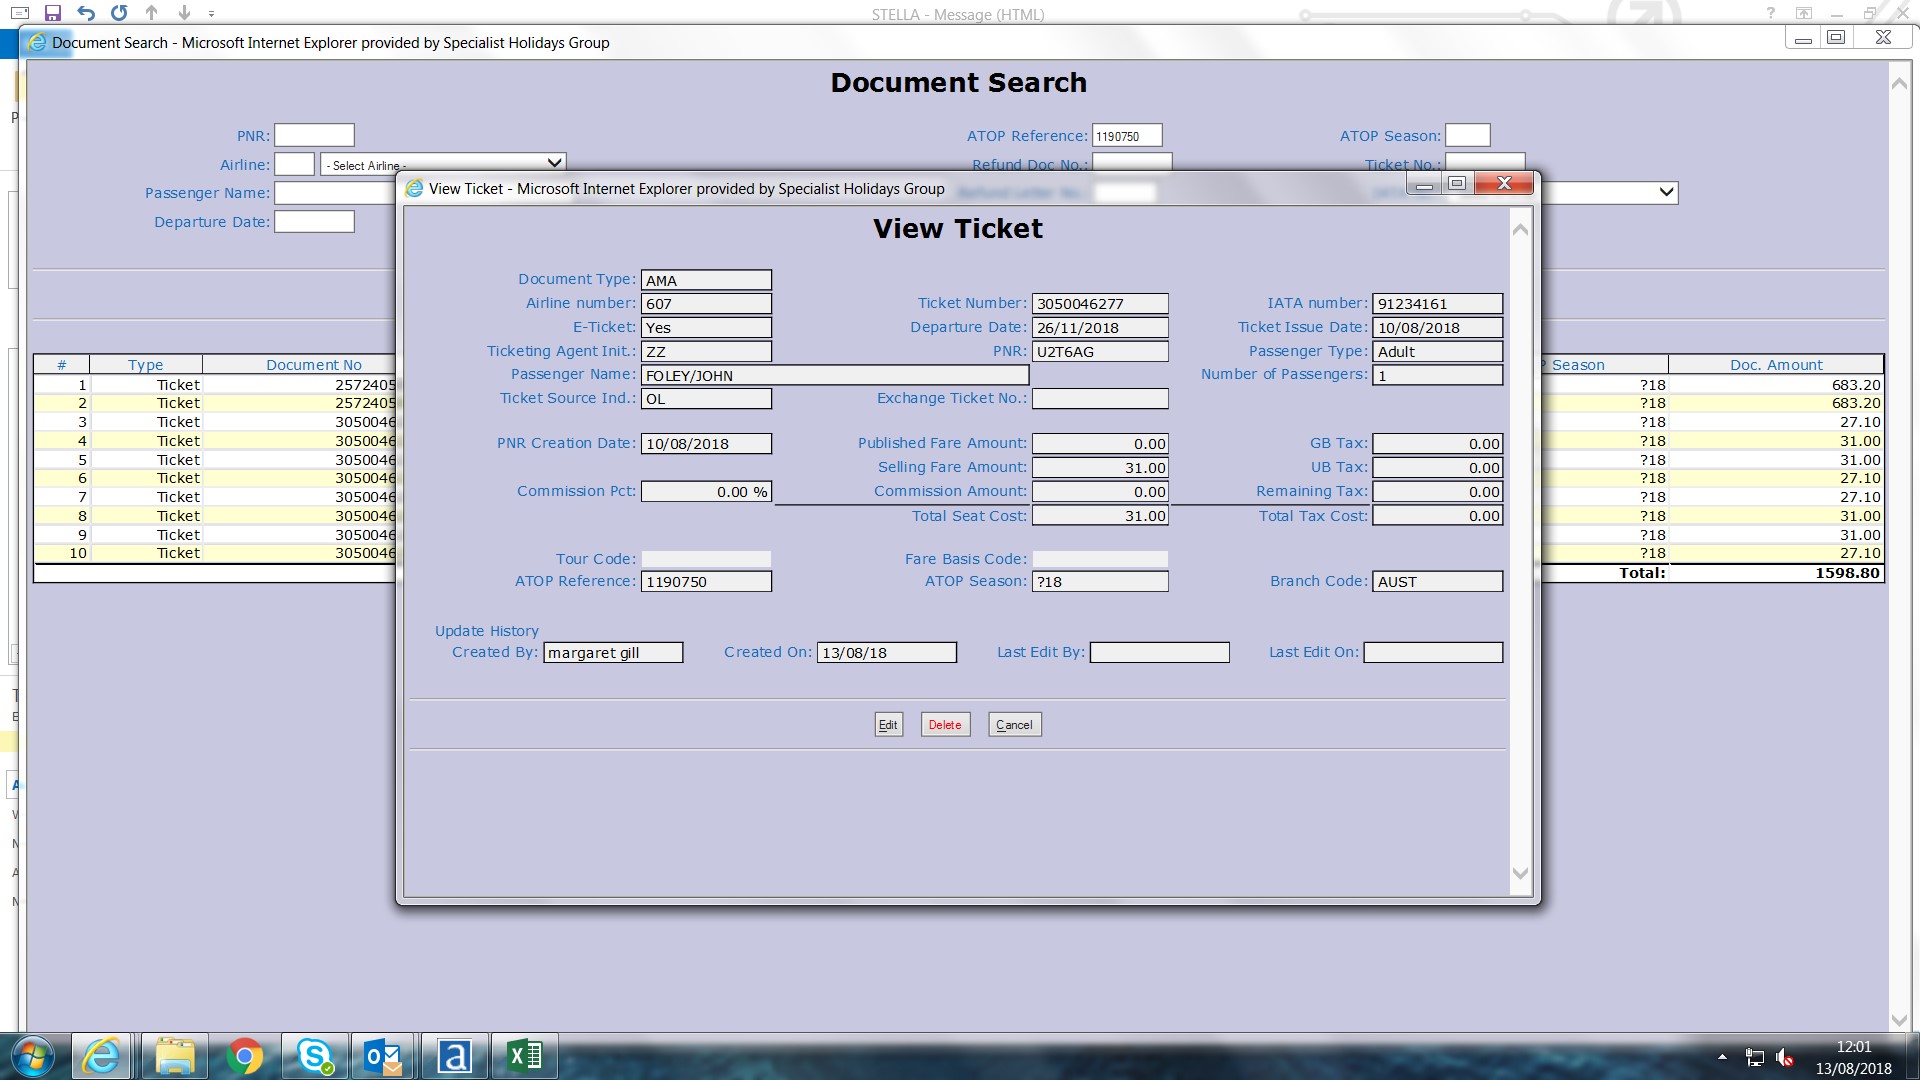 STELLA - Message (HTML)
Document Search - Microsoft Internet Explorer provided by Specialist Holidays Group
Document Search
PNR: ATOP Reference: 1190750 ATOP Season:
Airline: - Select Airline - Refund Doc No.: Ticket No.:
Passenger Name:
Departure Date:
View Ticket - Microsoft Internet Explorer provided by Specialist Holidays Group
View Ticket
Document Type: AMA
Airline number: 607 Ticket Number: 3050046277 IATA number: 91234161
E-Ticket: Yes Departure Date: 26/11/2018 Ticket Issue Date: 10/08/2018
Ticketing Agent Init.: ZZ PNR: U2T6AG Passenger Type: Adult
Passenger Name: FOLEY/JOHN Number of Passengers: 1
Ticket Source Ind.: OL Exchange Ticket No.:
PNR Creation Date: 10/08/2018 Published Fare Amount: 0.00 GB Tax: 0.00
Selling Fare Amount: 31.00 UB Tax: 0.00
Commission Pct: 0.00 % Commission Amount: 0.00 Remaining Tax: 0.00
Total Seat Cost: 31.00 Total Tax Cost: 0.00
Tour Code: Fare Basis Code:
ATOP Reference: 1190750 ATOP Season: ?18 Branch Code: AUST
Update History
Created By: margaret gill Created On: 13/08/18 Last Edit By: Last Edit On:
Edit Delete Cancel
# Type Document No Season Doc. Amount
1 Ticket 2572405 ?18 683.20
2 Ticket 2572405 ?18 683.20
3 Ticket 3050046 ?18 27.10
4 Ticket 3050046 ?18 31.00
5 Ticket 3050046 ?18 31.00
6 Ticket 3050046 ?18 27.10
7 Ticket 3050046 ?18 27.10
8 Ticket 3050046 ?18 31.00
9 Ticket 3050046 ?18 31.00
10 Ticket 3050046 ?18 27.10
Total: 1598.80
12:01
13/08/2018